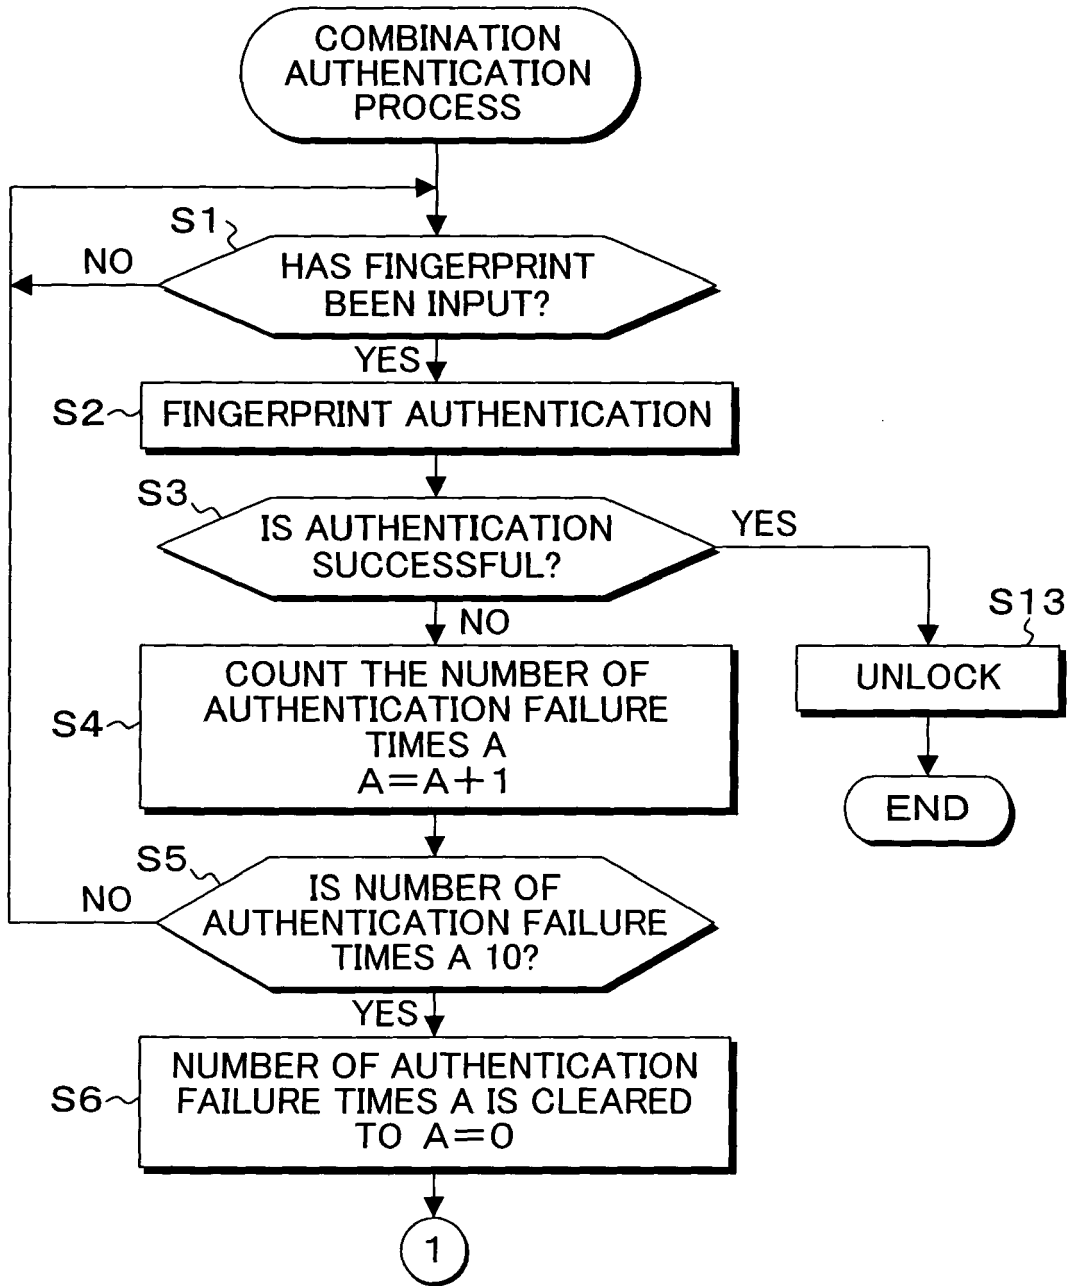 COMBINATION
AUTHENTICATION
PROCESS
S1
NO
HAS FINGERPRINT
BEEN INPUT?
YES
S2
FINGERPRINT AUTHENTICATION
S3
IS AUTHENTICATION
SUCCESSFUL?
YES
NO
S13
UNLOCK
END
S4
COUNT THE NUMBER OF
AUTHENTICATION FAILURE
TIMES A
A=A+1
S5
NO
IS NUMBER OF
AUTHENTICATION FAILURE
TIMES A 10?
YES
S6
NUMBER OF AUTHENTICATION
FAILURE TIMES A IS CLEARED
TO A=0
1